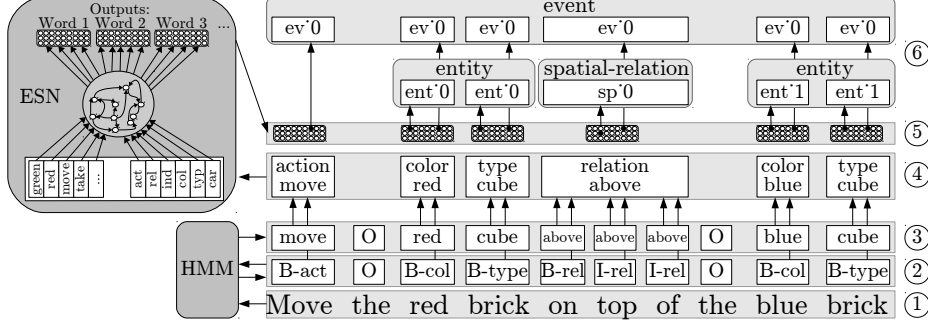 event
Outputs:
Word 1 Word 2 Word 3 ...
ev˙0 ev˙0 ev˙0 ev˙0 ev˙0 ev˙0
⑥
entity spatial-relation entity
ent˙0 ent˙0 sp˙0 ent˙1 ent˙1
ESN
⑤
green red move take ... act rel ind col typ car
action color type relation color type
move red cube above blue cube
④
HMM
move O red cube above above above O blue cube
③
B-act O B-col B-type B-rel I-rel I-rel O B-col B-type
②
Move the red brick on top of the blue brick
①